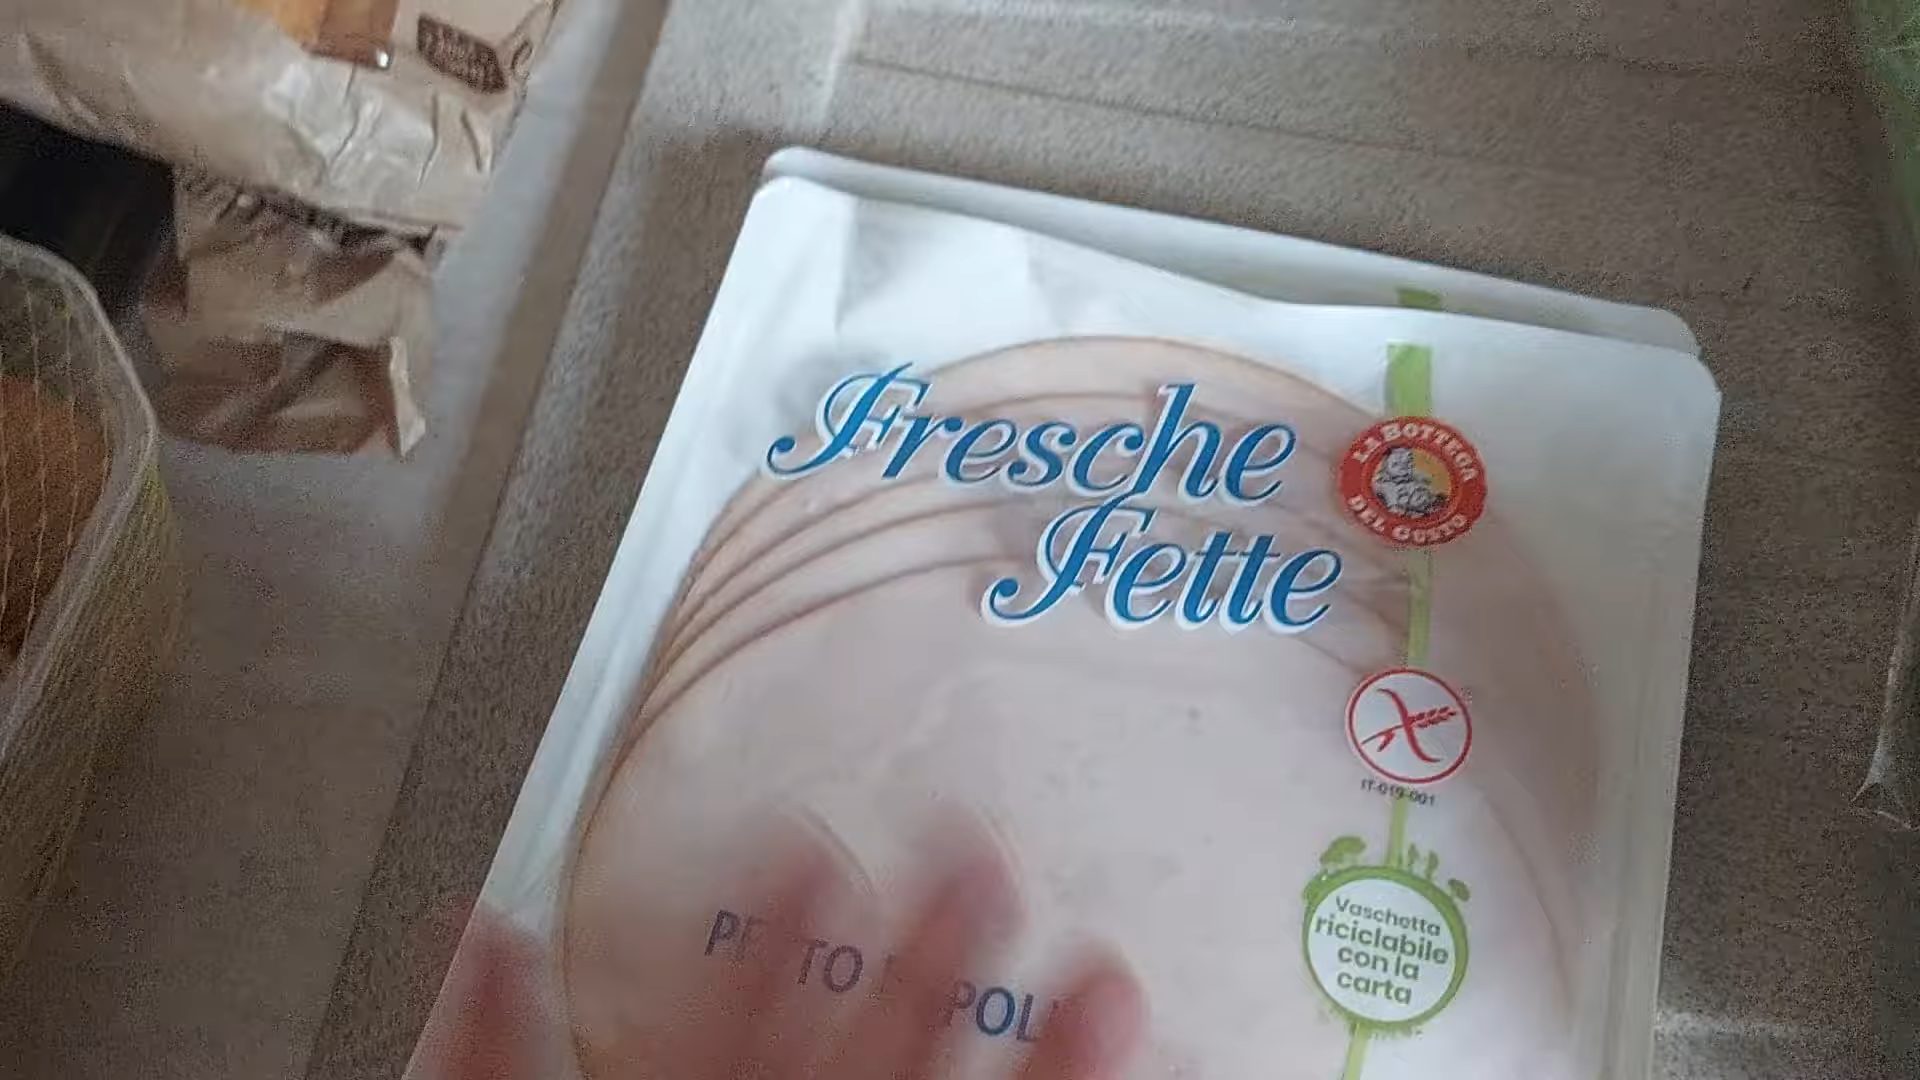 Fresche
Fette
LA BOTTEGA
DEL GUSTO
IT-019-001
Vaschetta
riciclabile
con la
carta